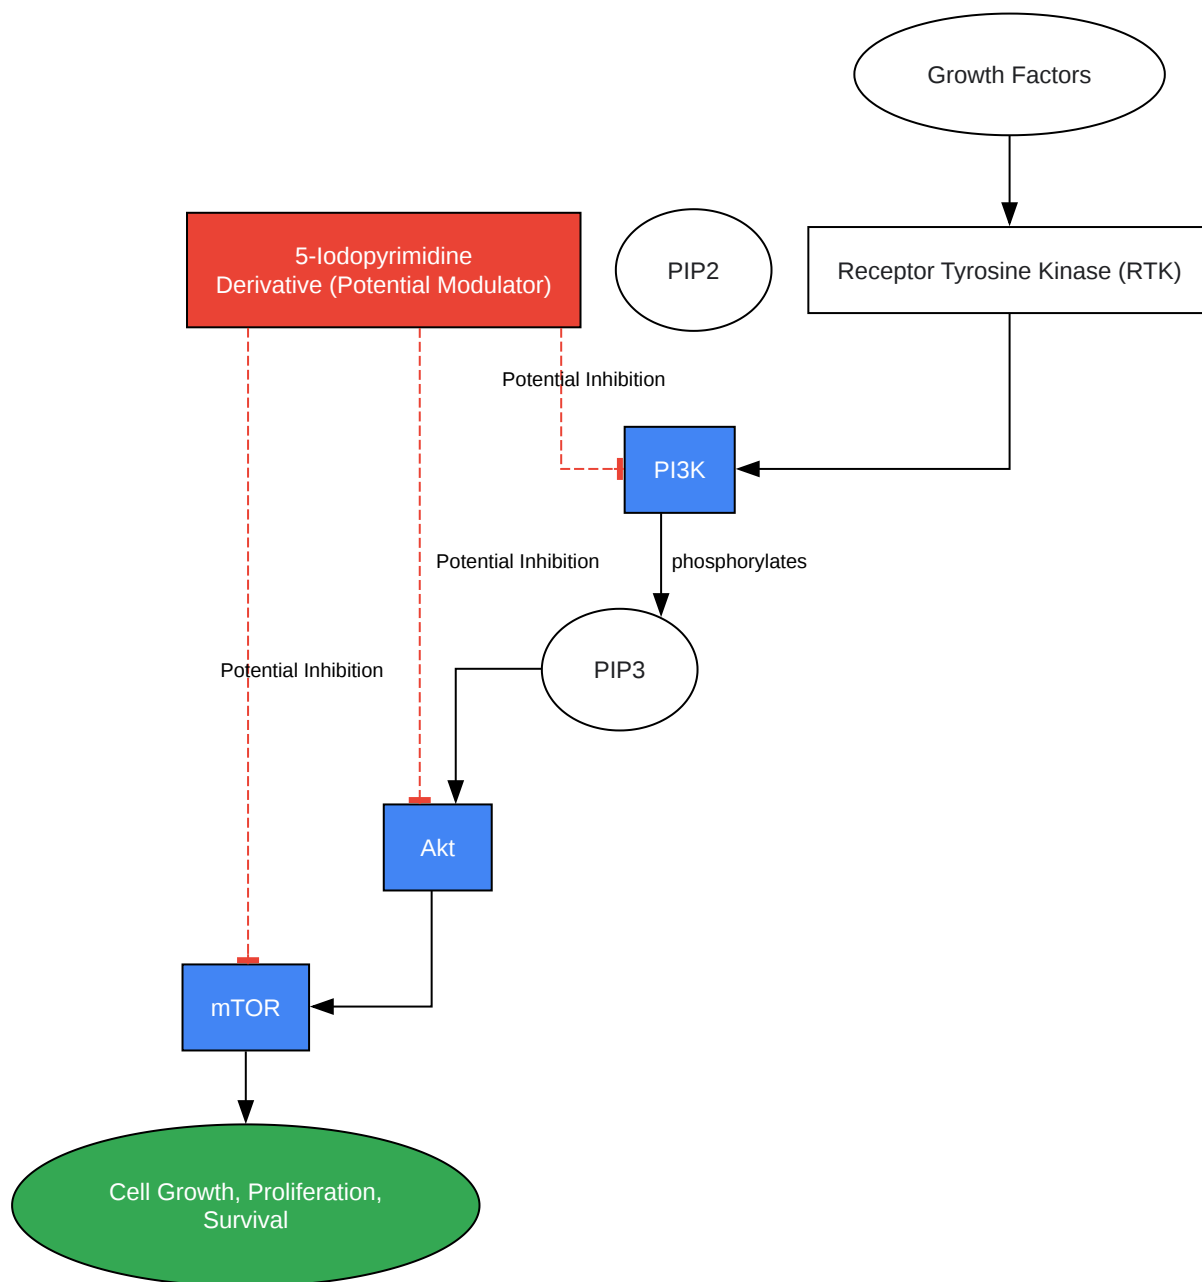 Growth Factors
5-Iodopyrimidine
Derivative (Potential Modulator)
PIP2
Receptor Tyrosine Kinase (RTK)
Potential Inhibition
PI3K
Potential Inhibition
phosphorylates
Potential Inhibition
PIP3
Akt
mTOR
Cell Growth, Proliferation,
Survival